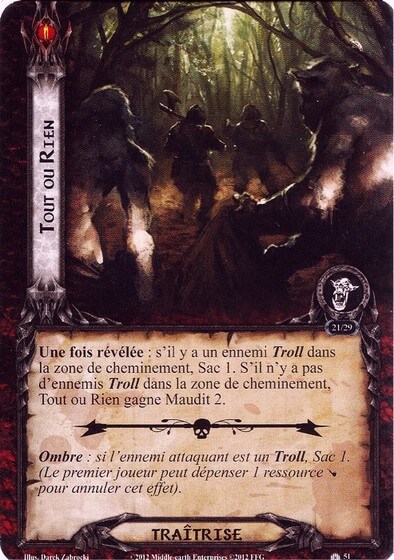 TOUT OU RIEN
21/29
Une fois révélée : s'il y a un ennemi Troll dans
la zone de cheminement, Sac 1. S'il n'y a pas
d'ennemis Troll dans la zone de cheminement,
Tout ou Rien gagne Maudit 2.
Ombre : si l'ennemi attaquant est un Troll, Sac 1.
(Le premier joueur peut dépenser 1 ressource
pour annuler cet effet).
TRAÎTRISE
Illus. Darek Zabrocki
©2012 Middle-earth Enterprises ©2012 FFG
51